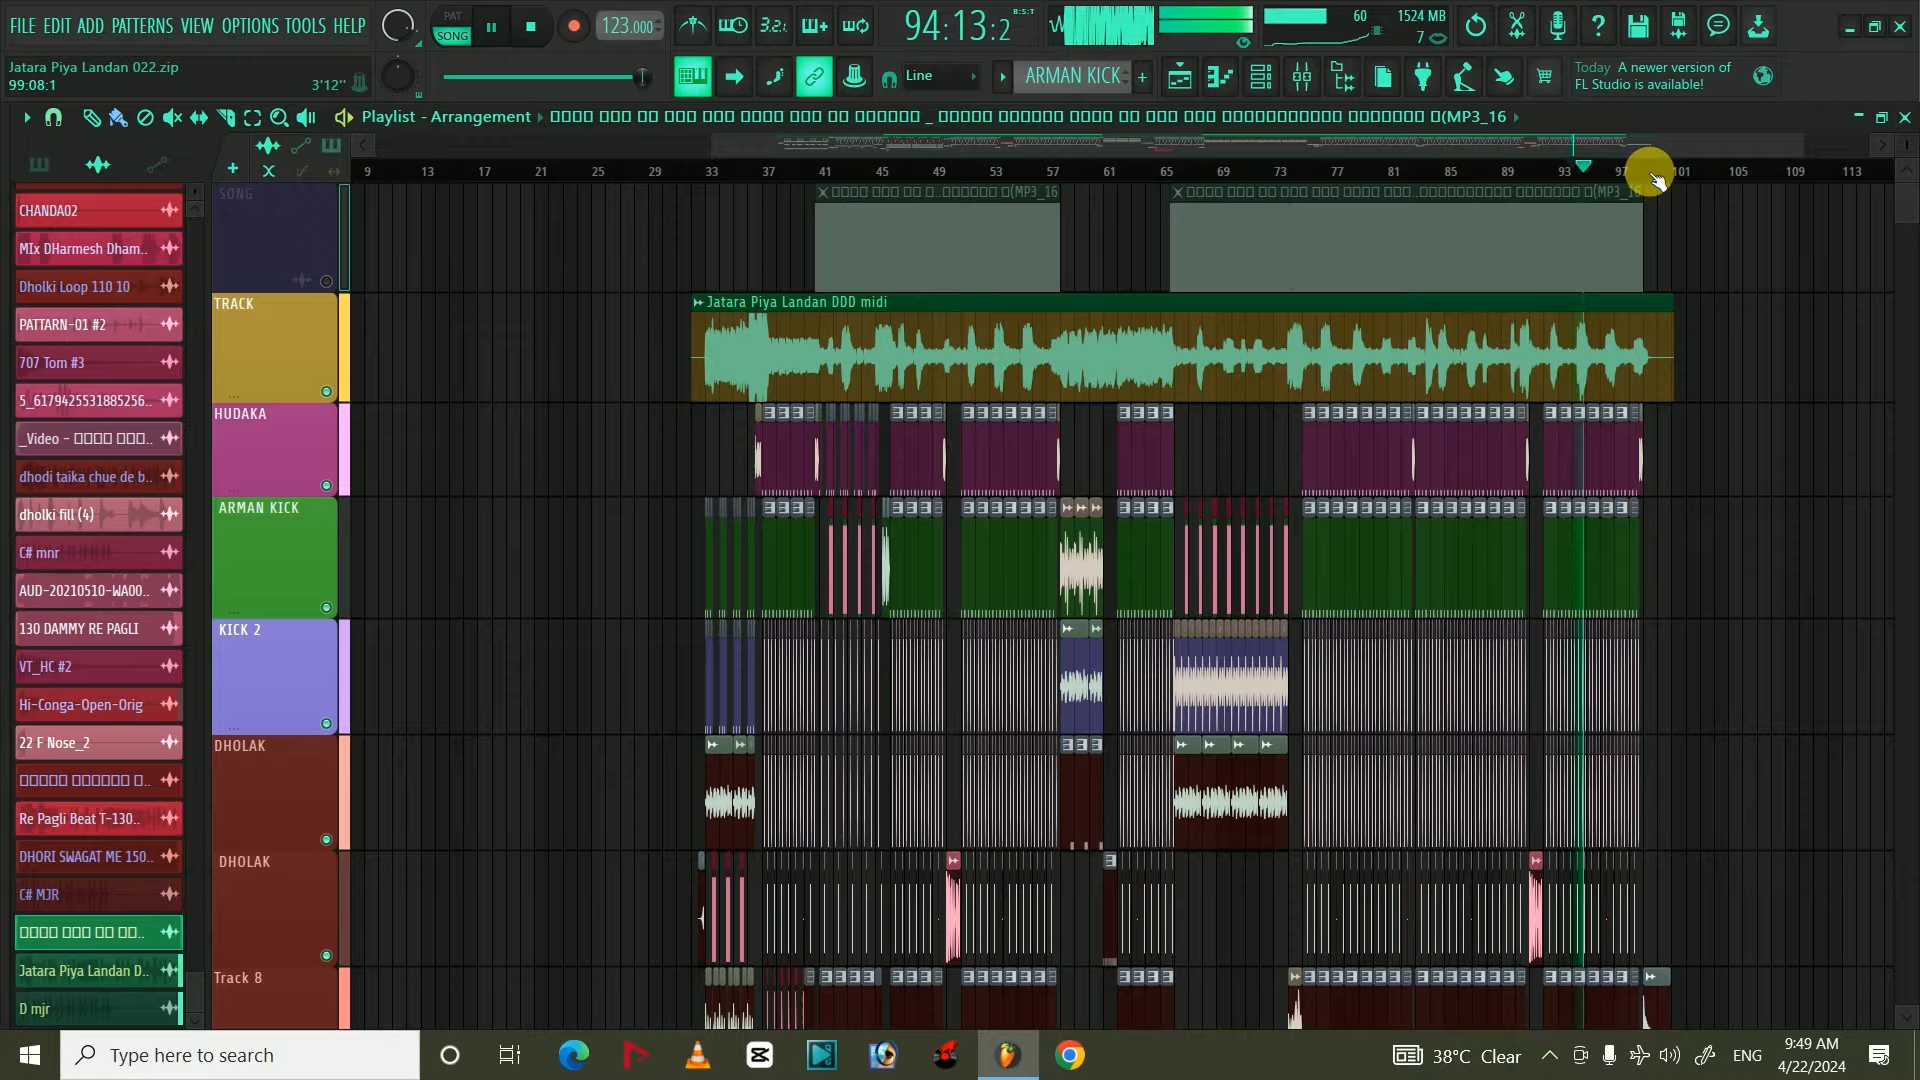 FILE EDIT ADD PATTERNS VIEW OPTIONS TOOLS HELP
PAT
SONG
123.000
3.2.
94:13:2
B:S:T
60
1524 MB
7
Jatara Piya Landan 022.zip
99:08:1
3'12"
Line
ARMAN KICK
Today A newer version of
FL Studio is available!
Playlist - Arrangement
(MP3_16
9 13 17 21 25 29 33 37 41 45 49 53 57 61 65 69 73 77 81 85 89 93 97 101 105 109 113
CHANDA02
MIx DHarmesh Dham..
Dholki Loop 110 10
PATTARN-01 #2
707 Tom #3
5_6179425531885256..
_Video -
dhodi taika chue de b..
dholki fill (4)
C# mnr
AUD-20210510-WA00..
130 DAMMY RE PAGLI
VT_HC #2
Hi-Conga-Open-Orig
22 F Nose_2
Re Pagli Beat T-130..
DHORI SWAGAT ME 150..
C# MJR
Jatara Piya Landan D..
D mjr
SONG
(MP3_16
(MP3_16
TRACK
Jatara Piya Landan DDD midi
HUDAKA
ARMAN KICK
KICK 2
DHOLAK
DHOLAK
Track 8
Type here to search
38°C Clear
ENG
9:49 AM
4/22/2024